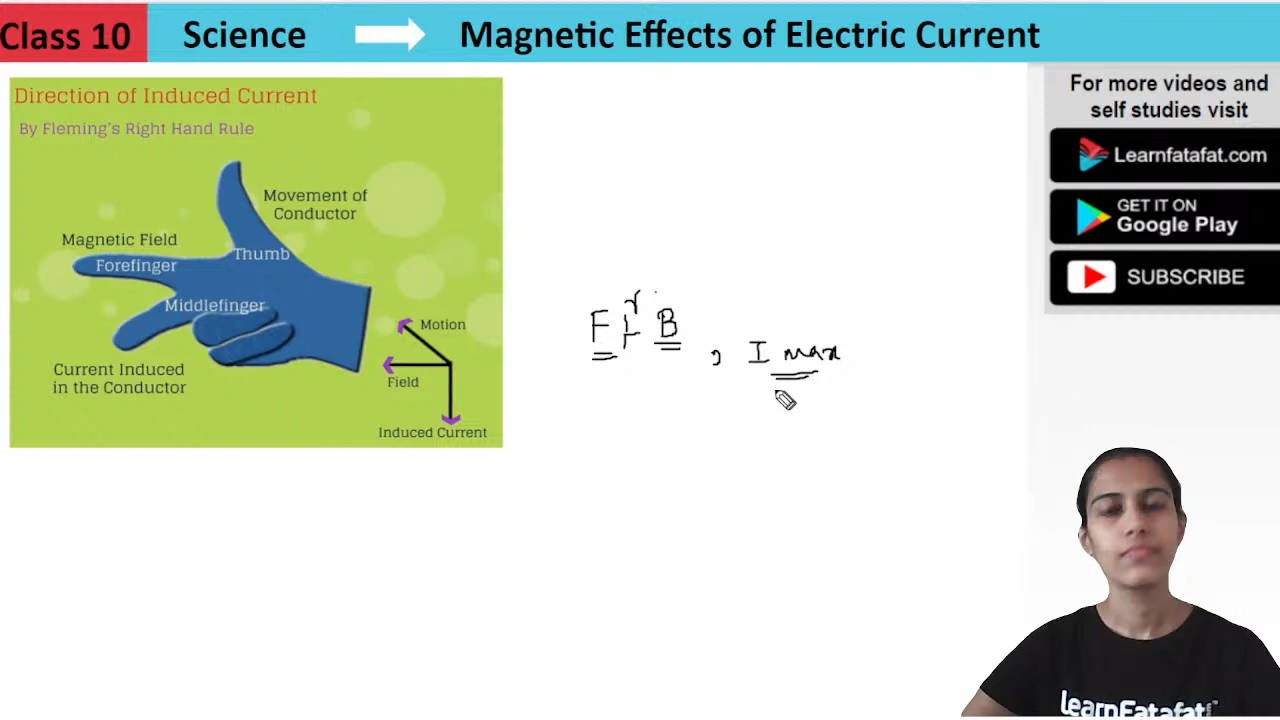 Class 10
Science
Magnetic Effects of Electric Current
Direction of Induced Current
By Fleming's Right Hand Rule
Movement of
Conductor
Magnetic Field
Thumb
Forefinger
Middlefinger
Current Induced
in the Conductor
Motion
Field
Induced Current
F B , I max
For more videos and
self studies visit
Learnfatafat.com
GET IT ON
Google Play
SUBSCRIBE
learnFatafat